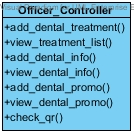 Officer_Controller
+add_dental_treatment()
+view_treatment_list()
+add_dental_info()
+view_dental_info()
+add_dental_promo()
+view_dental_promo()
+check_qr()